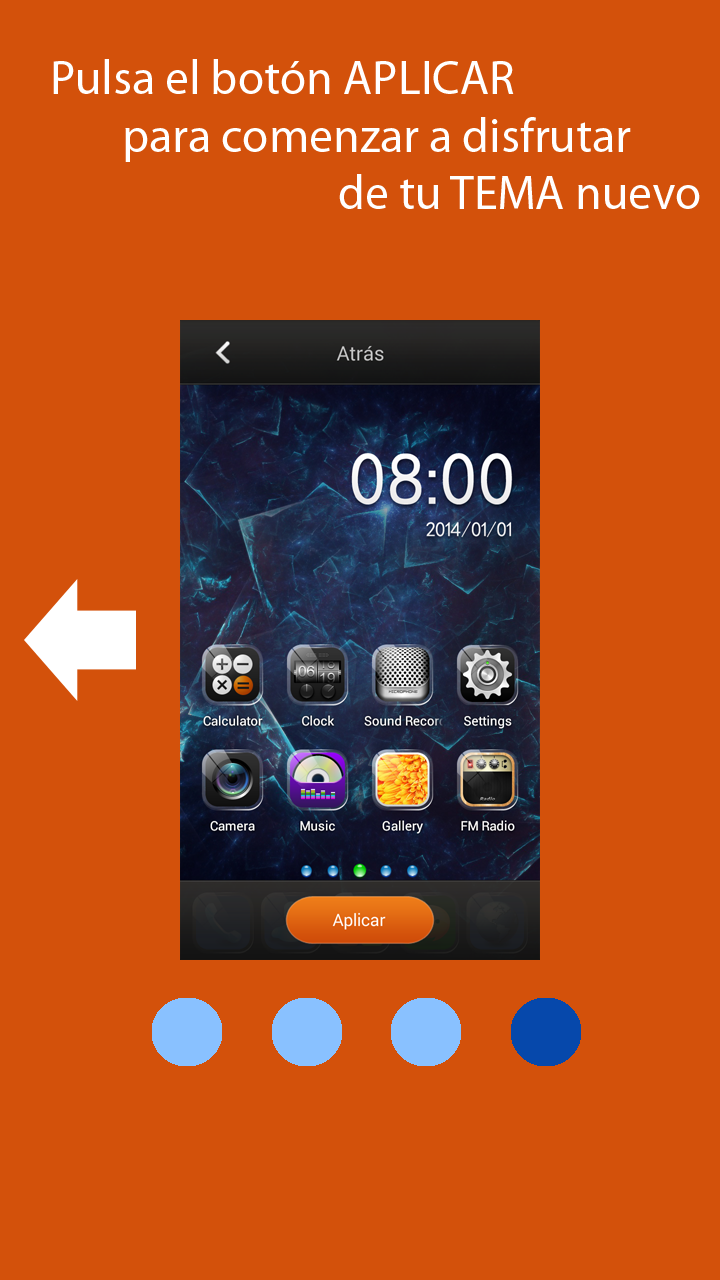 Pulsa el botón APLICAR
para comenzar a disfrutar
de tu TEMA nuevo
Atrás
08:00
2014/01/01
Calculator
Clock
Sound Recor
Settings
Camera
Music
Gallery
FM Radio
Aplicar